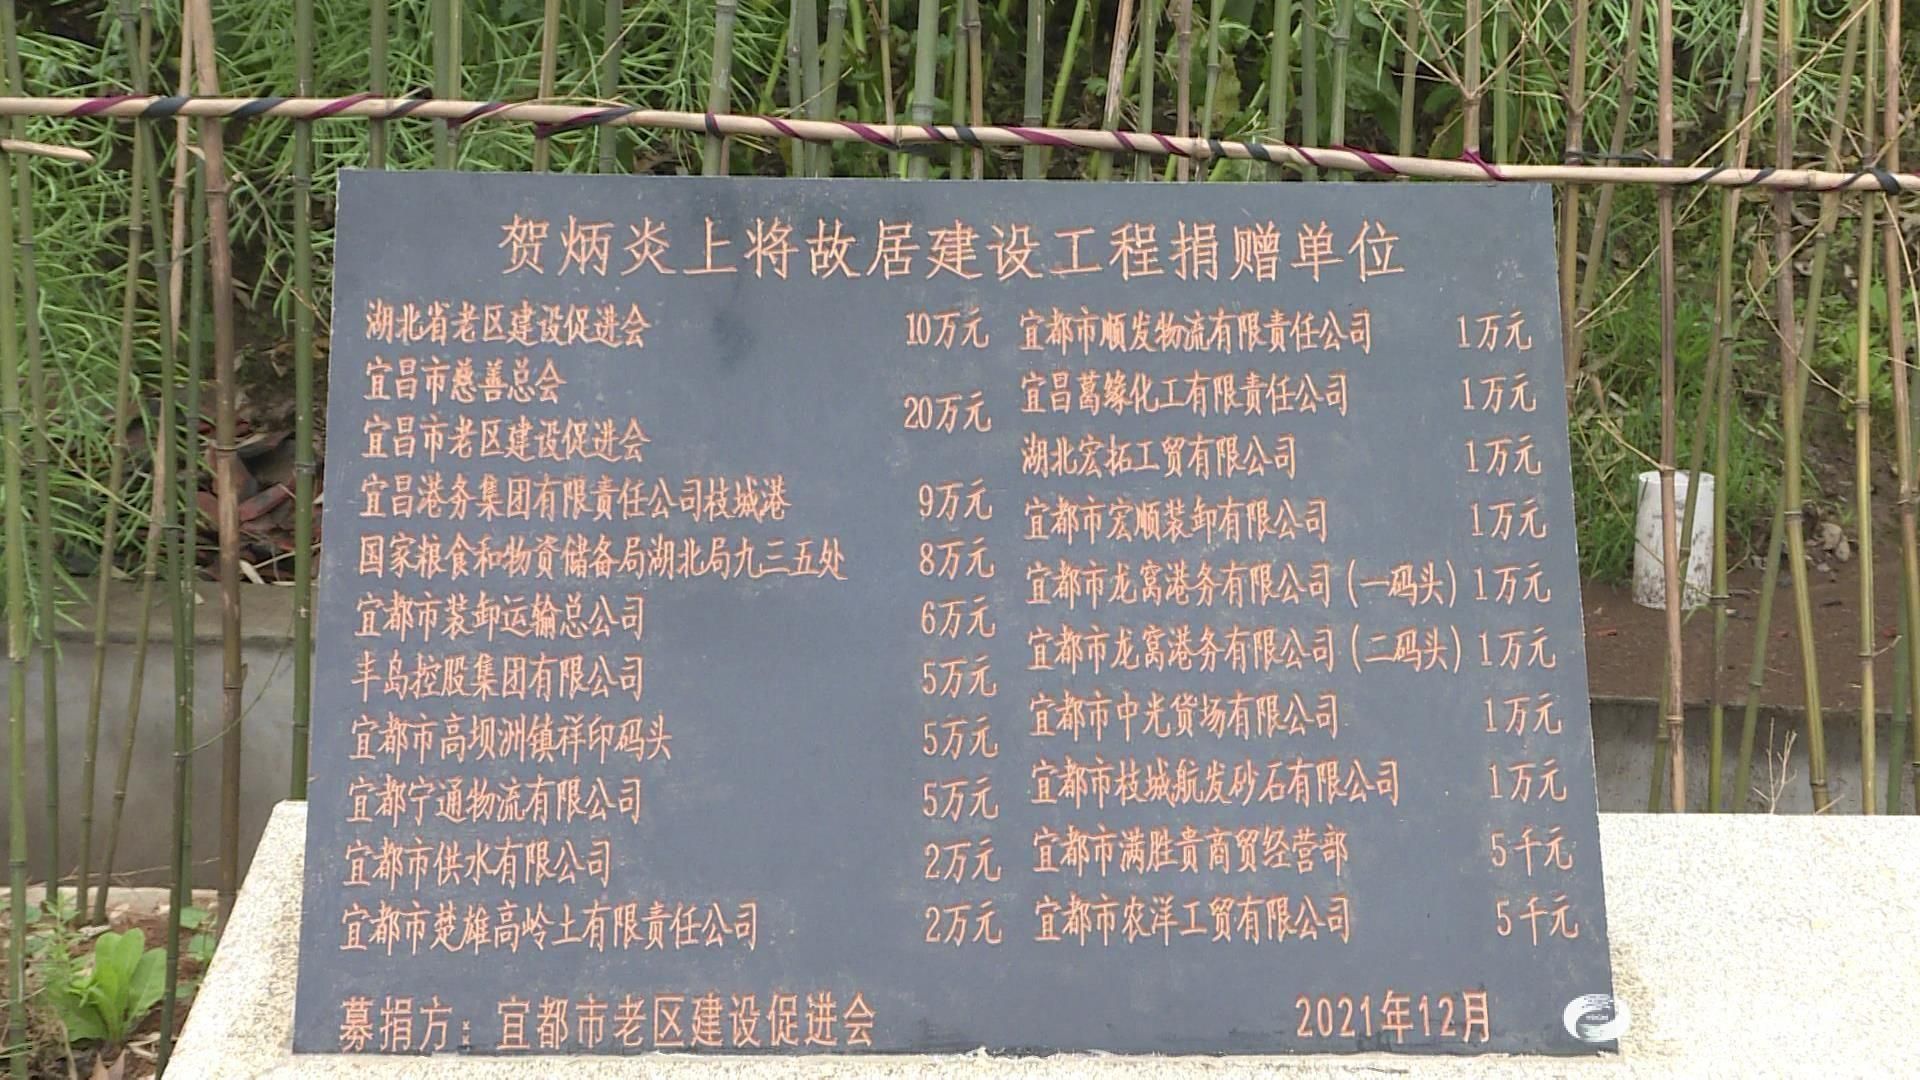 贺炳炎上将故居建设工程捐赠单位
湖北省老区建设促进会 10万元
宜昌市慈善总会
20万元
宜昌市老区建设促进会
宜昌港务集团有限责任公司枝城港 9万元
国家粮食和物资储备局湖北局九三五处 8万元
宜都市装卸运输总公司 6万元
丰岛控股集团有限公司 5万元
宜都市高坝洲镇祥印码头 5万元
宜都宁通物流有限公司 5万元
宜都市供水有限公司 2万元
宜都市楚雄高岭土有限责任公司 2万元
宜都市顺发物流有限责任公司 1万元
宜昌葛缘化工有限责任公司 1万元
湖北宏拓工贸有限公司 1万元
宜都市宏顺装卸有限公司 1万元
宜都市龙窝港务有限公司(一码头) 1万元
宜都市龙窝港务有限公司(二码头) 1万元
宜都市中光货场有限公司 1万元
宜都市枝城航发砂石有限公司 1万元
宜都市满胜贵商贸经营部 5千元
宜都市农洋工贸有限公司 5千元
募捐方：宜都市老区建设促进会
2021年12月